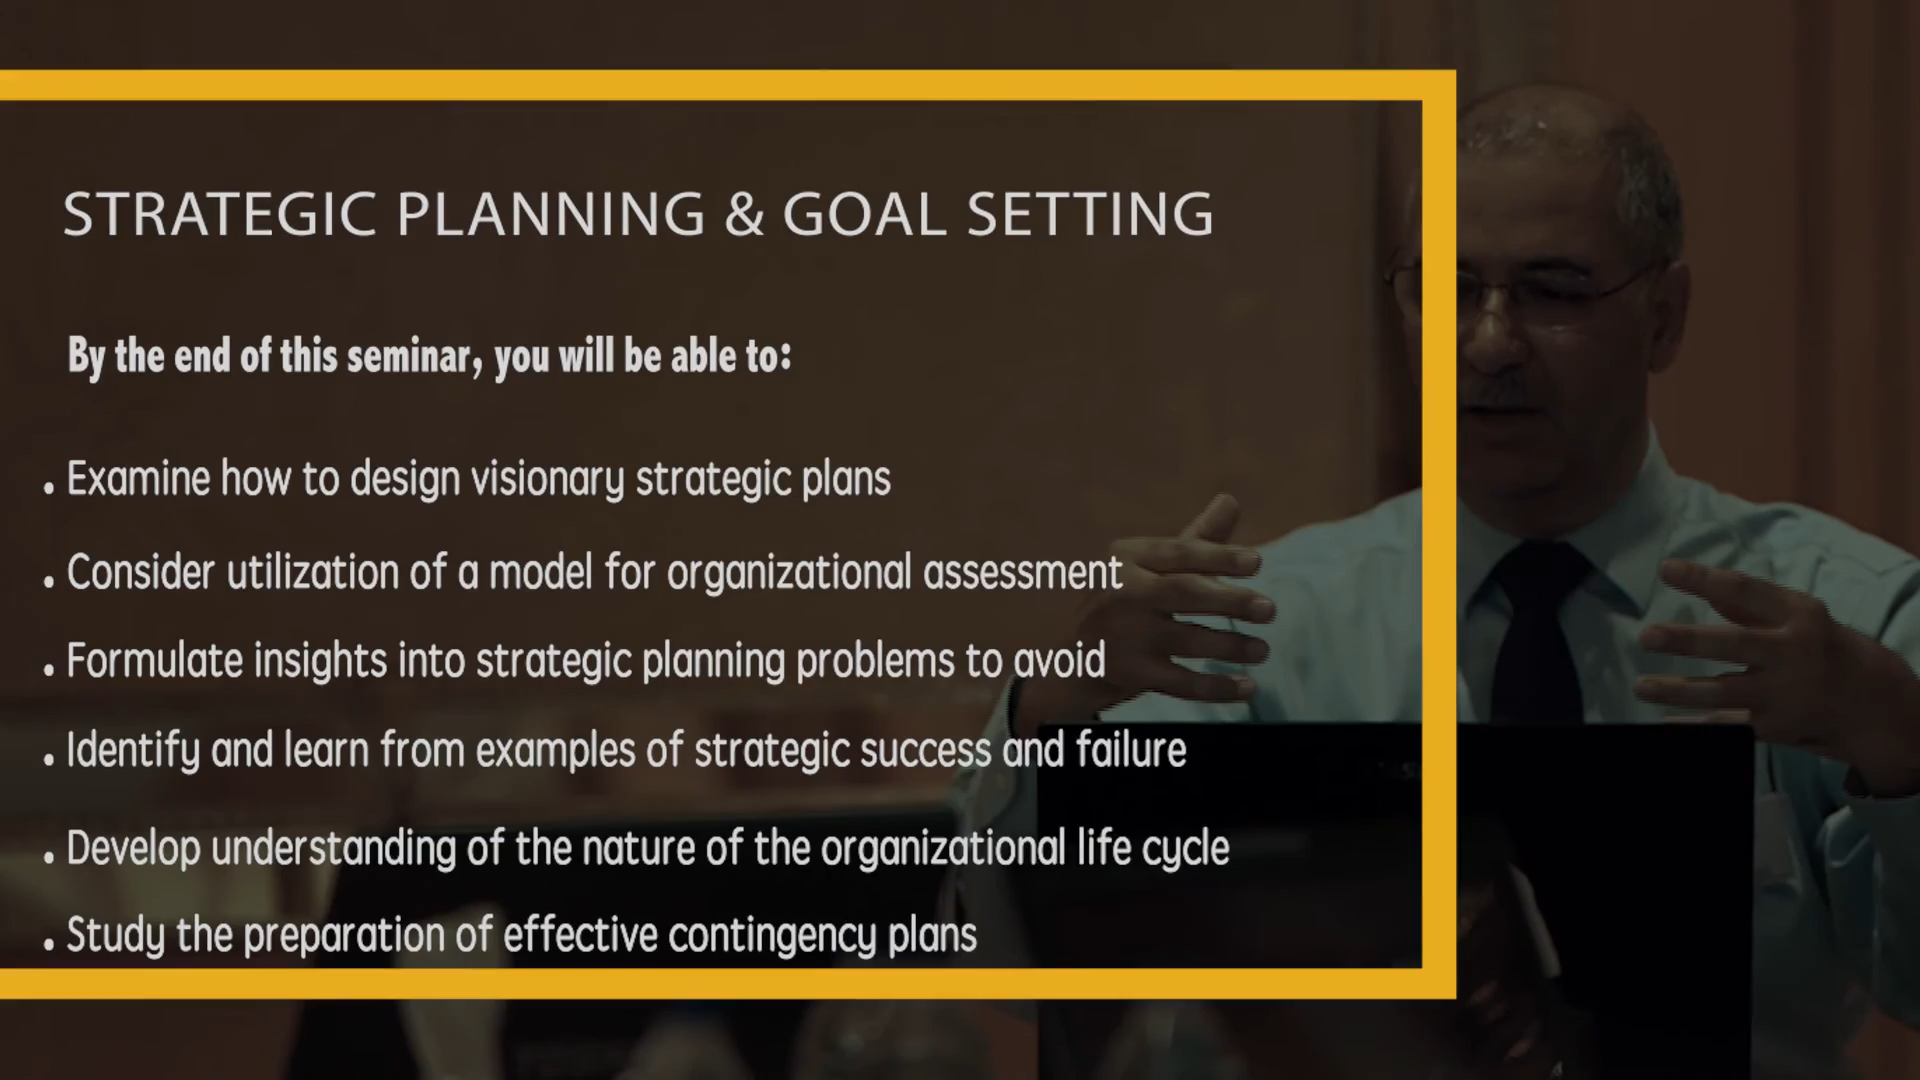 STRATEGIC PLANNING & GOAL SETTING
By the end of this seminar, you will be able to:
. Examine how to design visionary strategic plans
. Consider utilization of a model for organizational assessment
. Formulate insights into strategic planning problems to avoid
. Identify and learn from examples of strategic success and failure
. Develop understanding of the nature of the organizational life cycle
. Study the preparation of effective contingency plans